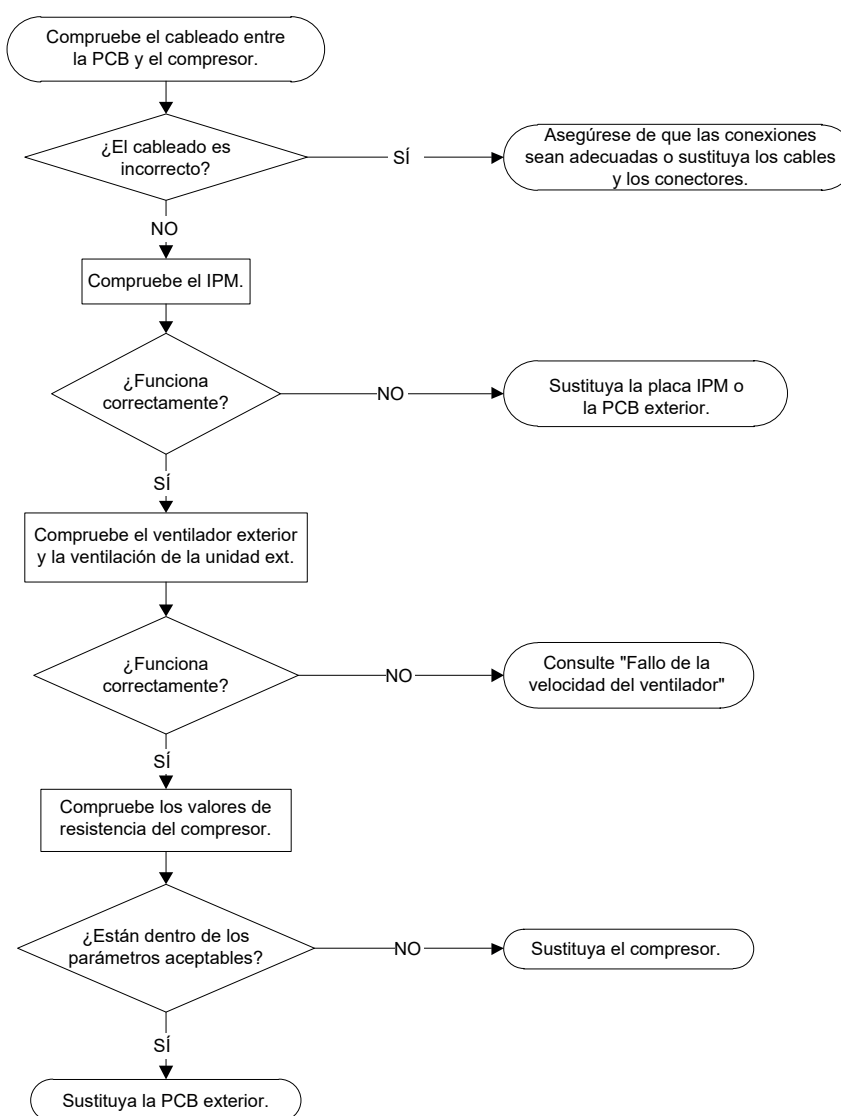 Compruebe el cableado entre
la PCB y el compresor.
¿El cableado es
incorrecto?
SÍ
Asegúrese de que las conexiones
sean adecuadas o sustituya los cables
y los conectores.
NO
Compruebe el IPM.
¿Funciona
correctamente?
NO
Sustituya la placa IPM o
la PCB exterior.
SÍ
Compruebe el ventilador exterior
y la ventilación de la unidad ext.
¿Funciona
correctamente?
NO
Consulte "Fallo de la
velocidad del ventilador"
SÍ
Compruebe los valores de
resistencia del compresor.
¿Están dentro de los
parámetros aceptables?
NO
Sustituya el compresor.
SÍ
Sustituya la PCB exterior.